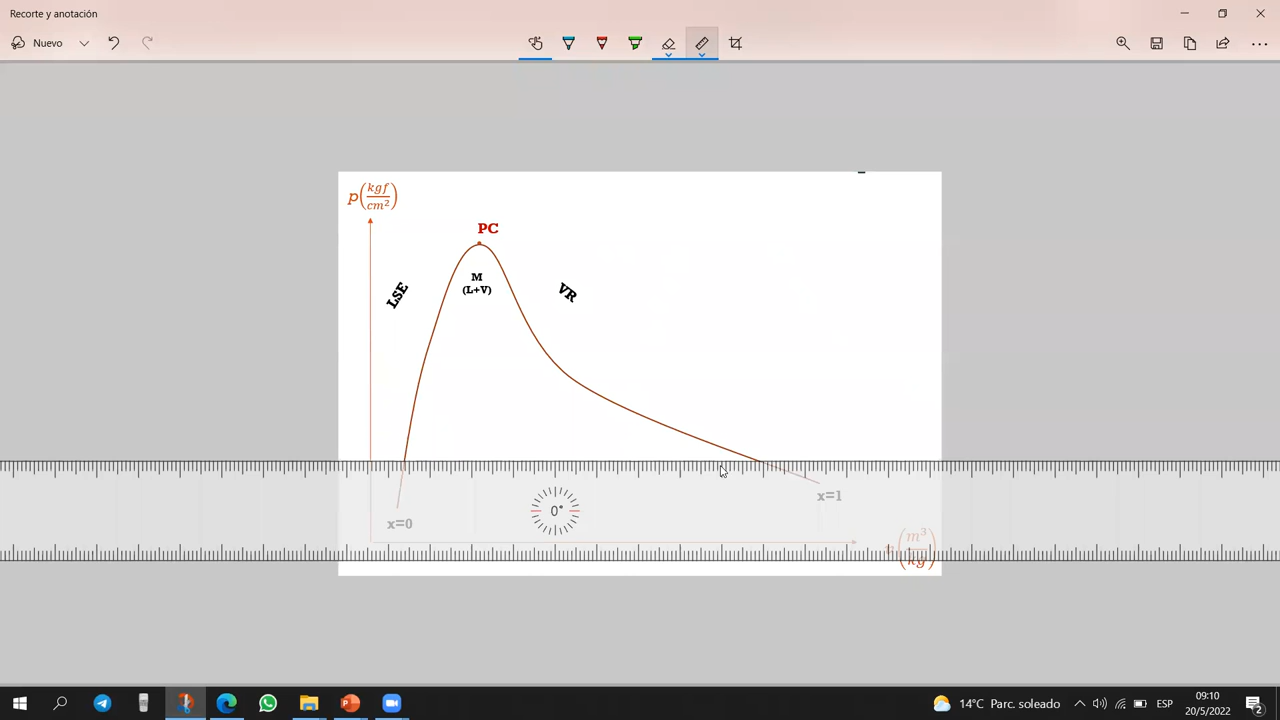 Recorte y anotación
Nuevo
p(kgf/cm²)
PC
M
(L+V)
LSE
VR
x=1
0°
x=0
(m³/kg)
14°C Parc. soleado
ESP
09:10
20/5/2022
2